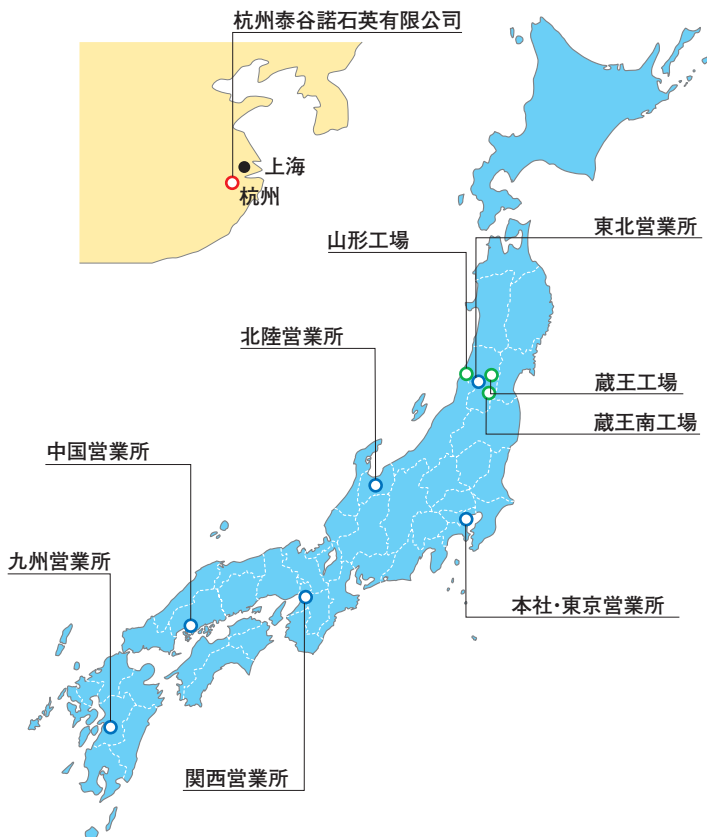 杭州泰谷諾石英有限公司
上海
杭州
東北営業所
山形工場
北陸営業所
蔵王工場
蔵王南工場
中国営業所
九州営業所
本社・東京営業所
関西営業所